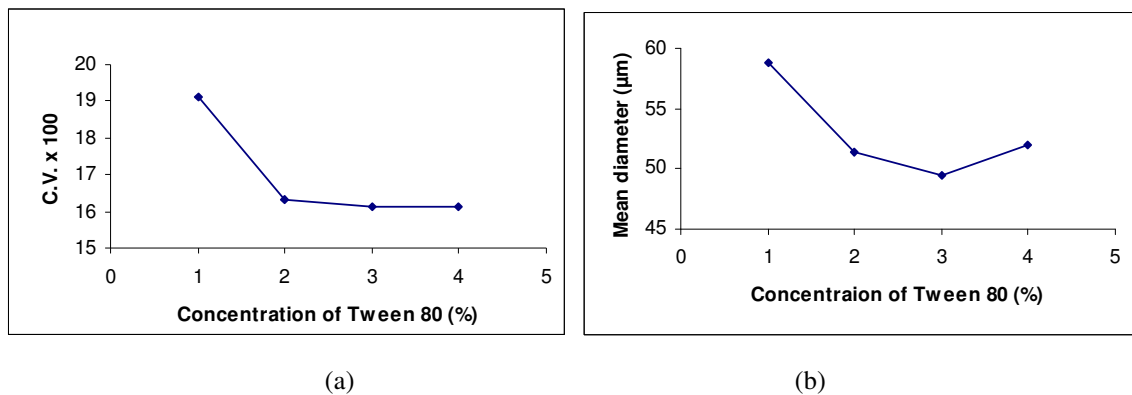 20
19
18
17
16
15
0 1 2 3 4 5
C.V. x 100
Concentration of Tween 80 (%)
(a)
60
55
50
45
0 1 2 3 4 5
Mean diameter (µm)
Concentraion of Tween 80 (%)
(b)